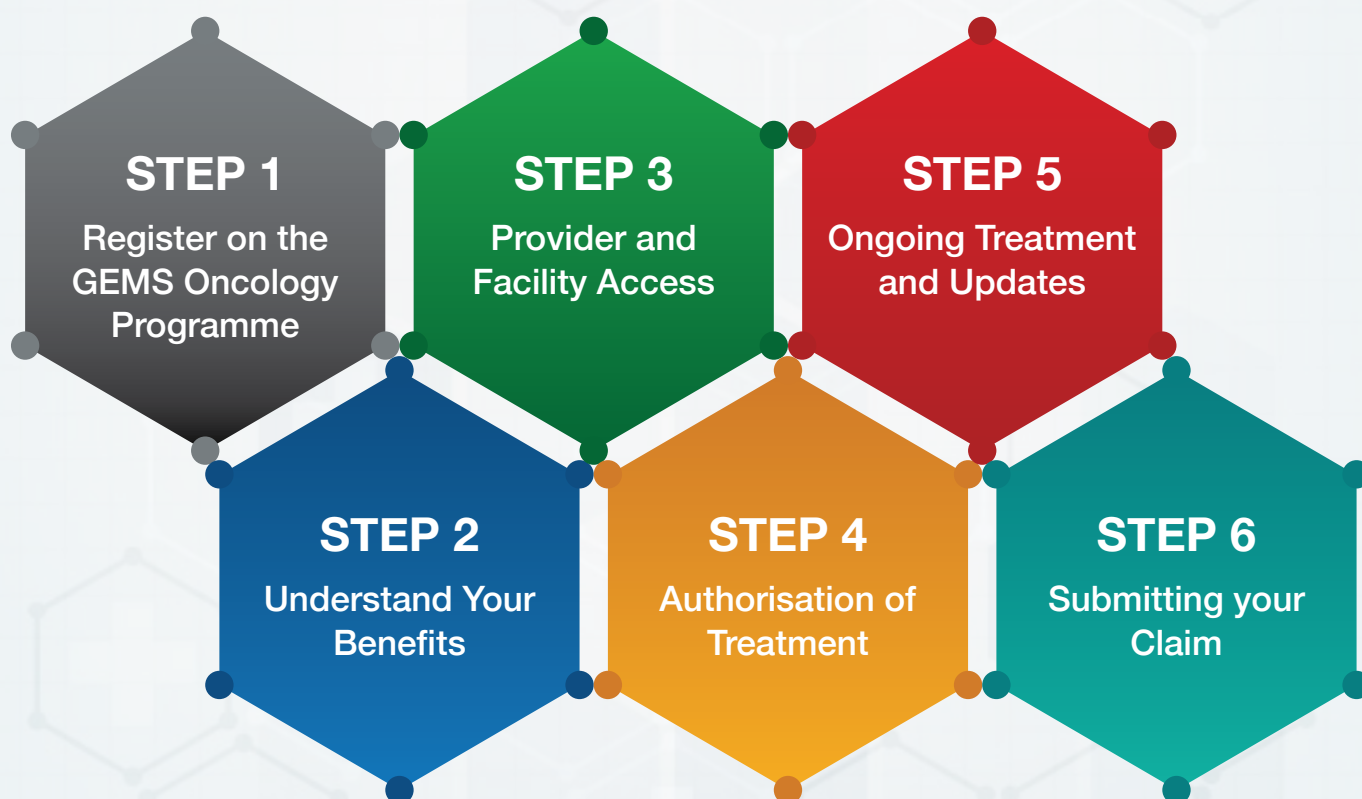 STEP 1
Register on the
GEMS Oncology
Programme
STEP 2
Understand Your
Benefits
STEP 3
Provider and
Facility Access
STEP 4
Authorisation of
Treatment
STEP 5
Ongoing Treatment
and Updates
STEP 6
Submitting your
Claim